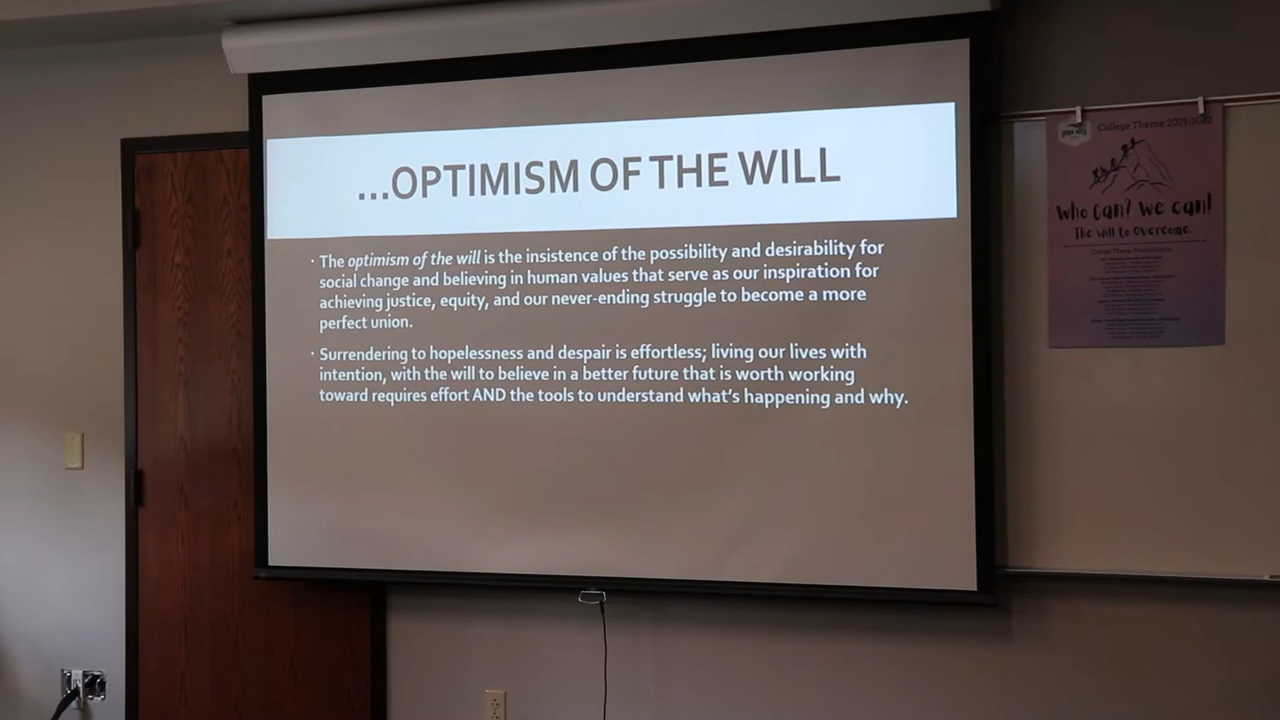 ...OPTIMISM OF THE WILL
· The optimism of the will is the insistence of the possibility and desirability for
social change and believing in human values that serve as our inspiration for
achieving justice, equity, and our never-ending struggle to become a more
perfect union.
· Surrendering to hopelessness and despair is effortless; living our lives with
intention, with the will to believe in a better future that is worth working
toward requires effort AND the tools to understand what's happening and why.
College Theme 2021-2022
Who Can? We Can!
The will to Overcome.
College Theme Presentations